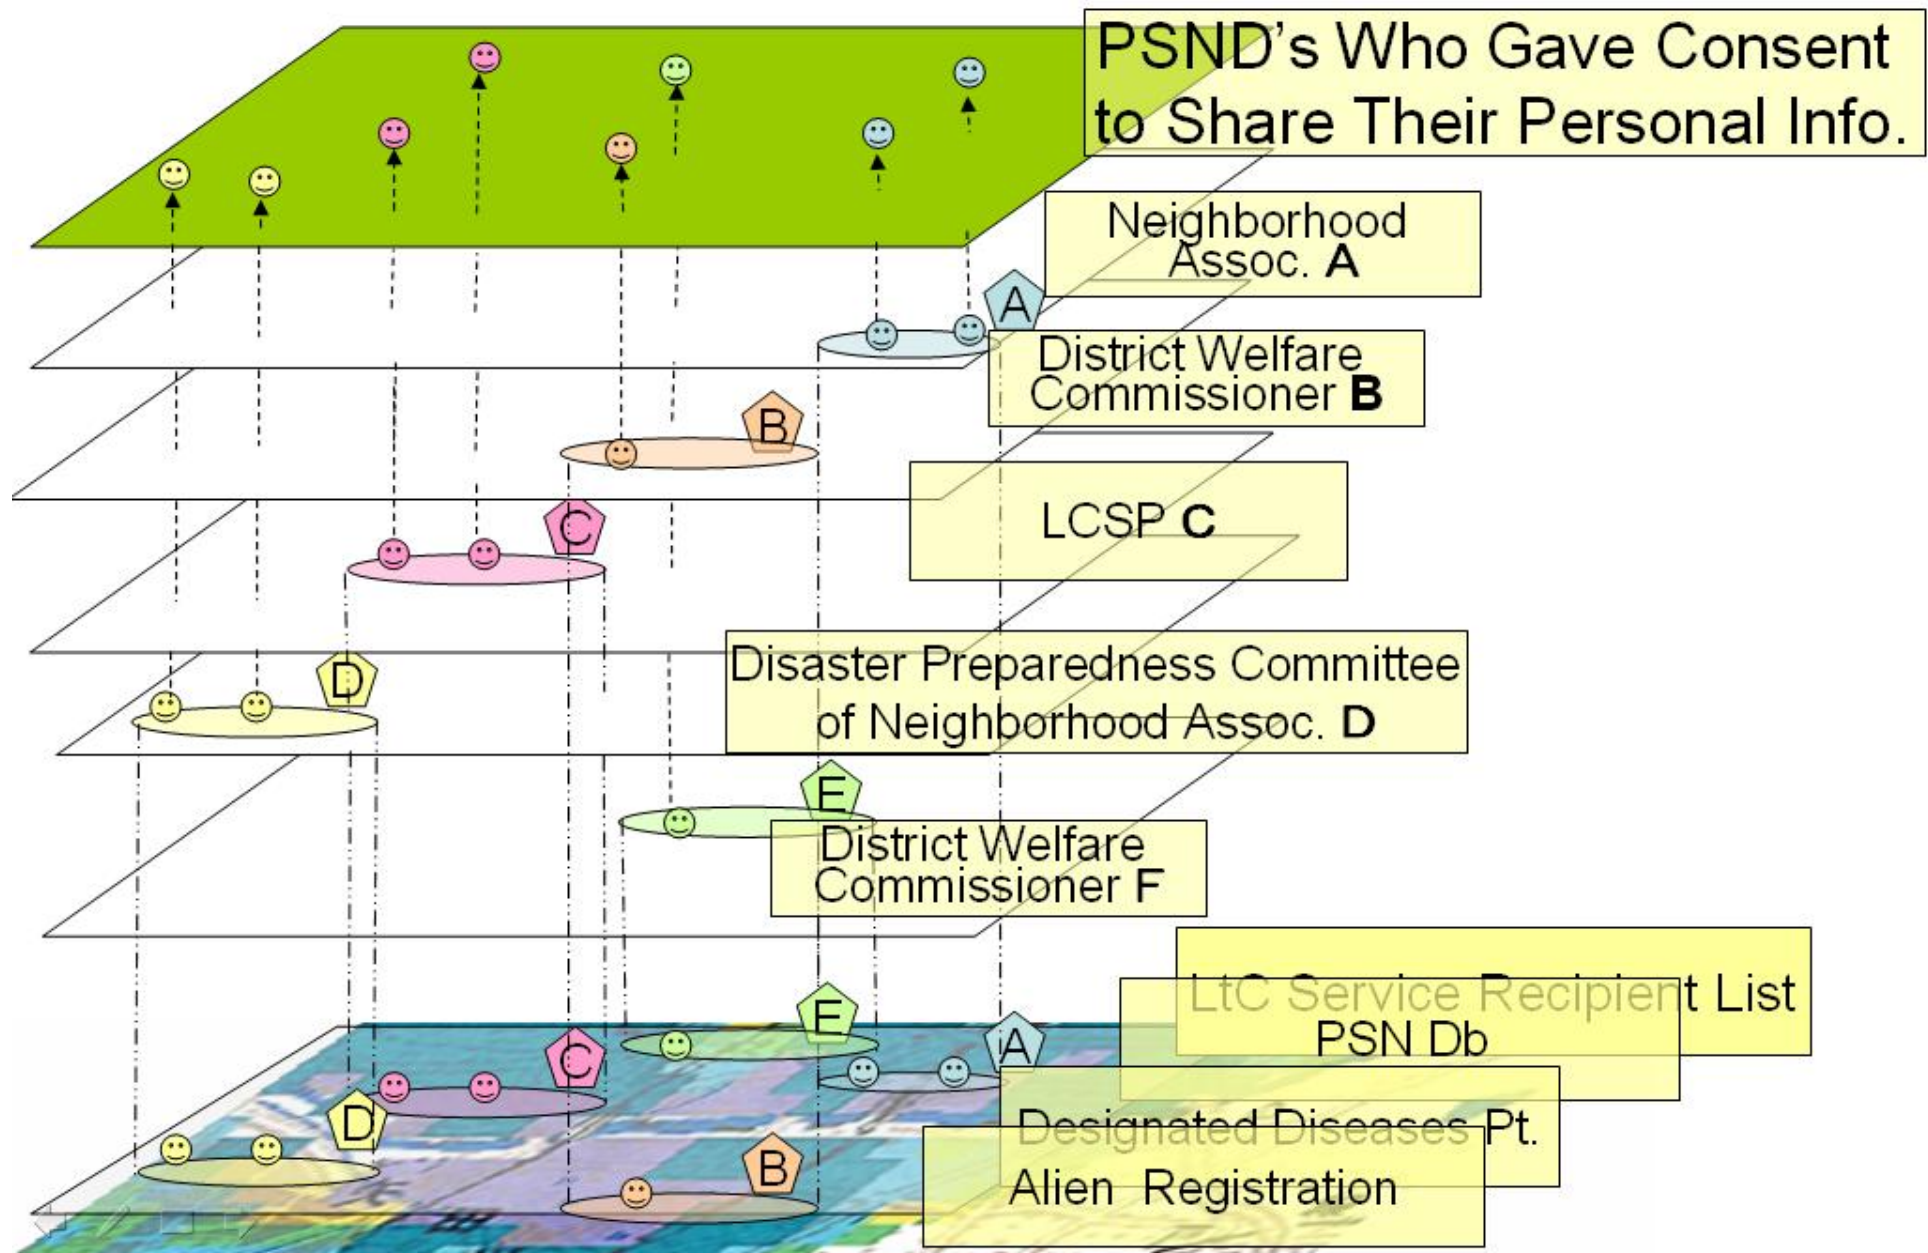 PSND's Who Gave Consent
to Share Their Personal Info.
Neighborhood
Assoc. A
A
District Welfare
Commissioner B
B
LCSP C
C
Disaster Preparedness Committee
of Neighborhood Assoc. D
D
E
District Welfare
Commissioner F
LtC Service Recipient List
PSN Db
Designated Diseases Pt.
Alien Registration
E
A
C
D
B